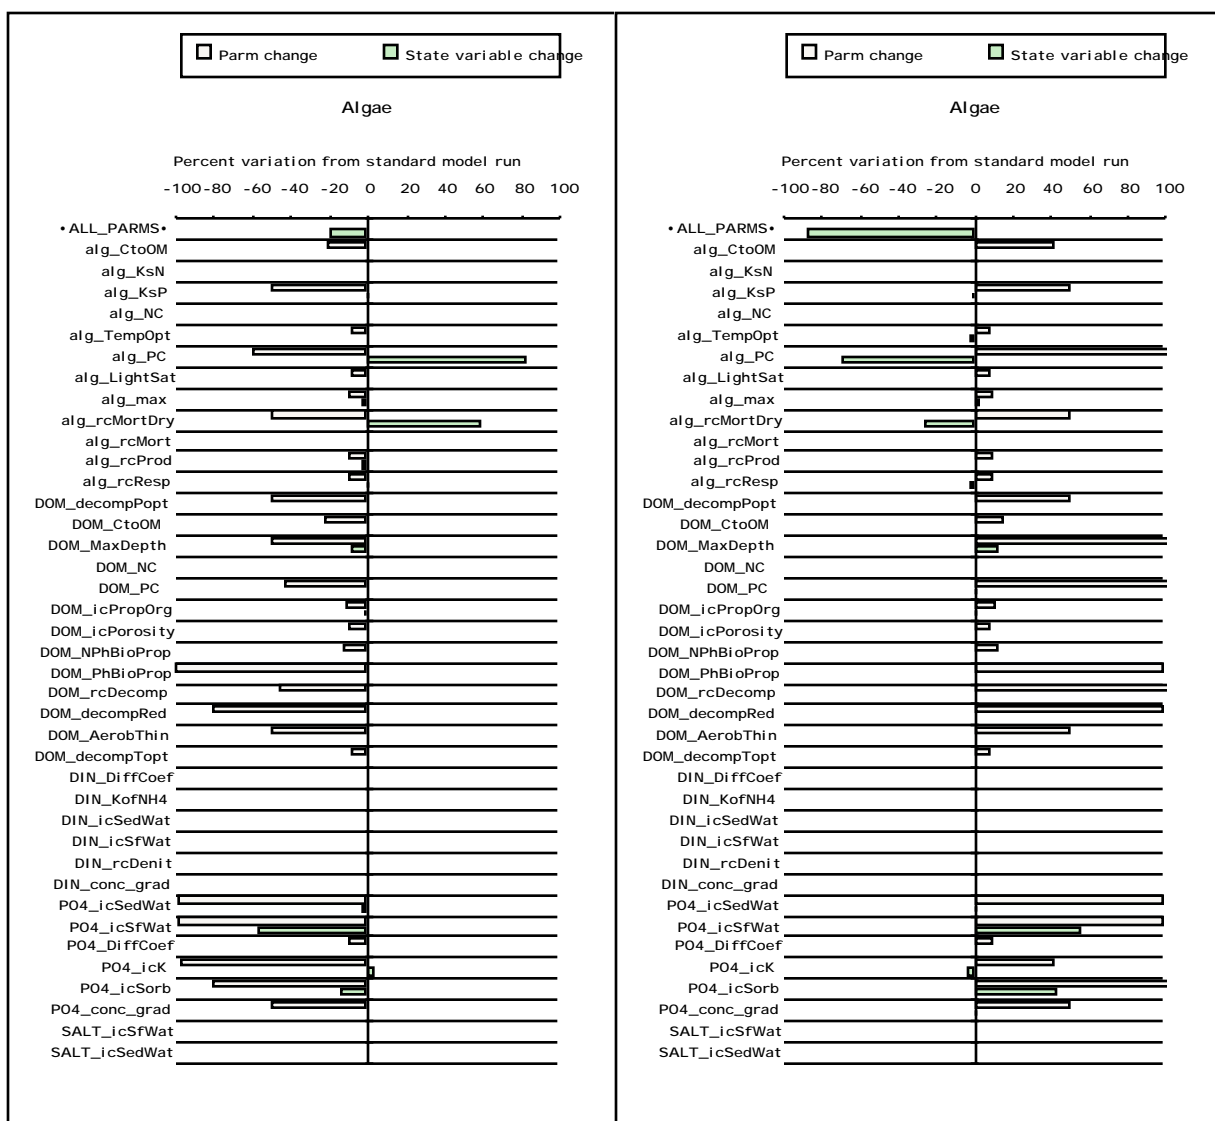 Parm change
State variable change
Algae
Percent variation from standard model run
-100 -80 -60 -40 -20 0 20 40 60 80 100
•ALL_PARMS•
alg_CtoOM
alg_KsN
alg_KsP
alg_NC
alg_TempOpt
alg_PC
alg_LightSat
alg_max
alg_rcMortDry
alg_rcMort
alg_rcProd
alg_rcResp
DOM_decompPopt
DOM_CtoOM
DOM_MaxDepth
DOM_NC
DOM_PC
DOM_icPropOrg
DOM_icPorosity
DOM_NPhBioProp
DOM_PhBioProp
DOM_rcDecomp
DOM_decompRed
DOM_AerobThin
DOM_decompTopt
DIN_DiffCoef
DIN_KofNH4
DIN_icSedWat
DIN_icSfWat
DIN_rcDenit
DIN_conc_grad
PO4_icSedWat
PO4_icSfWat
PO4_DiffCoef
PO4_icK
PO4_icSorb
PO4_conc_grad
SALT_icSfWat
SALT_icSedWat
Parm change
State variable change
Algae
Percent variation from standard model run
-100 -80 -60 -40 -20 0 20 40 60 80 100
•ALL_PARMS•
alg_CtoOM
alg_KsN
alg_KsP
alg_NC
alg_TempOpt
alg_PC
alg_LightSat
alg_max
alg_rcMortDry
alg_rcMort
alg_rcProd
alg_rcResp
DOM_decompPopt
DOM_CtoOM
DOM_MaxDepth
DOM_NC
DOM_PC
DOM_icPropOrg
DOM_icPorosity
DOM_NPhBioProp
DOM_PhBioProp
DOM_rcDecomp
DOM_decompRed
DOM_AerobThin
DOM_decompTopt
DIN_DiffCoef
DIN_KofNH4
DIN_icSedWat
DIN_icSfWat
DIN_rcDenit
DIN_conc_grad
PO4_icSedWat
PO4_icSfWat
PO4_DiffCoef
PO4_icK
PO4_icSorb
PO4_conc_grad
SALT_icSfWat
SALT_icSedWat